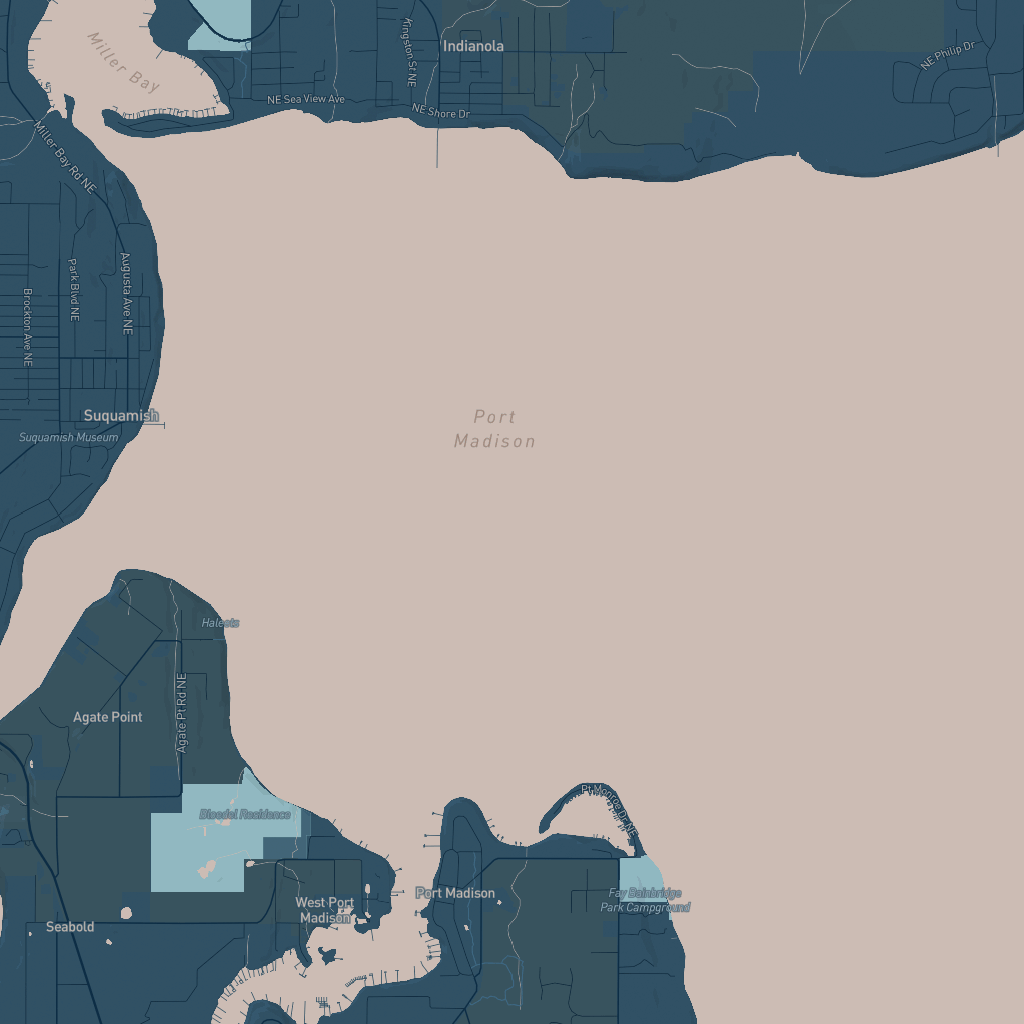 Indianola
Kingston St NE
NE Philip Dr
Miller Bay
NE Sea View Ave
NE Shore Dr
Miller Bay Rd NE
Park Blvd NE
Augusta Ave NE
Brockton Ave NE
Suquamish
Suquamish Museum
Port
Madison
Haleets
Agate Pt Rd NE
Agate Point
Bloedel Residence
Pt Monroe Dr NE
Port Madison
Fay Bainbridge
Park Campground
West Port
Madison
Seabold